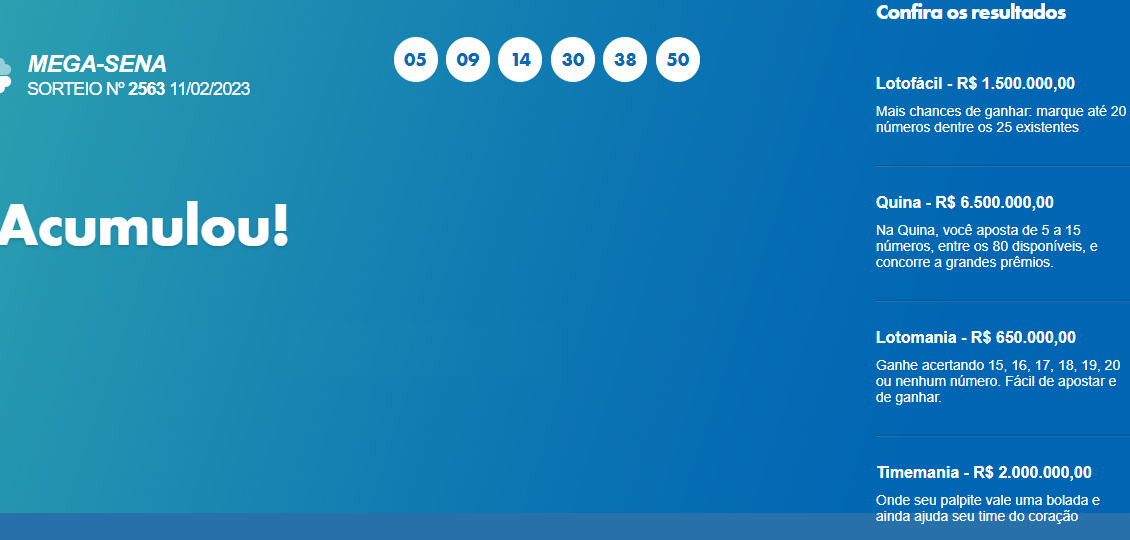 MEGA-SENA
SORTEIO Nº 2563 11/02/2023
05 09 14 30 38 50
Acumulou!
Confira os resultados
Lotofácil - R$ 1.500.000,00
Mais chances de ganhar: marque até 20
números dentre os 25 existentes
Quina - R$ 6.500.000,00
Na Quina, você aposta de 5 a 15
números, entre os 80 disponíveis, e
concorre a grandes prêmios.
Lotomania - R$ 650.000,00
Ganhe acertando 15, 16, 17, 18, 19, 20
ou nenhum número. Fácil de apostar e
de ganhar.
Timemania - R$ 2.000.000,00
Onde seu palpite vale uma bolada e
ainda ajuda seu time do coração